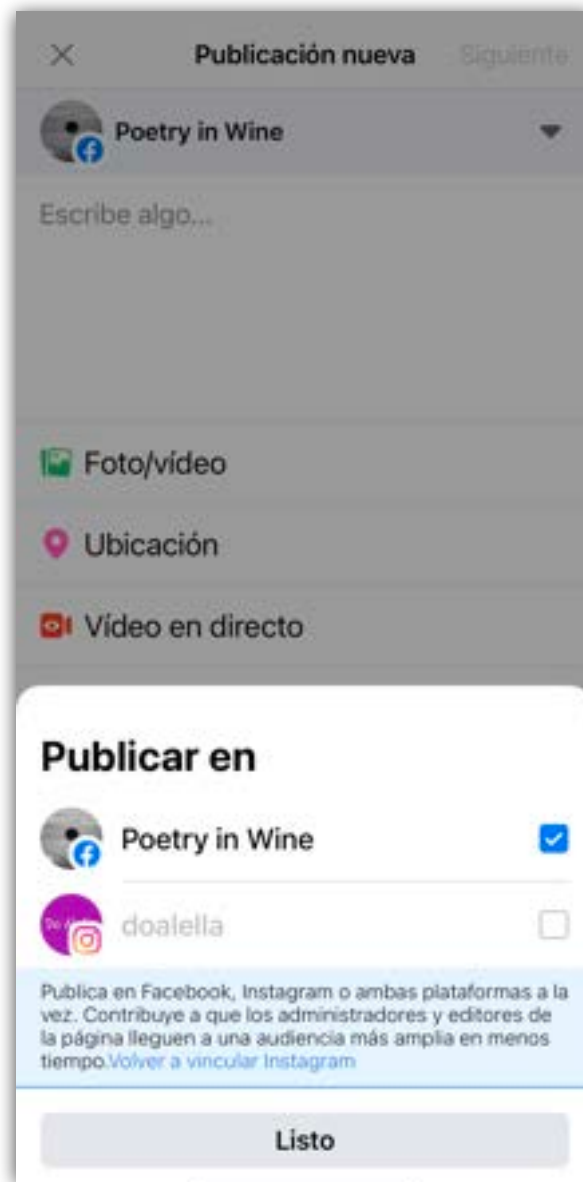 Publicación nueva Siguiente
Poetry in Wine
Escribe algo...
Foto/vídeo
Ubicación
Vídeo en directo
Publicar en
Poetry in Wine
doalella
Publica en Facebook, Instagram o ambas plataformas a la
vez. Contribuye a que los administradores y editores de
la página lleguen a una audiencia más amplia en menos
tiempo.Volver a vincular Instagram
Listo